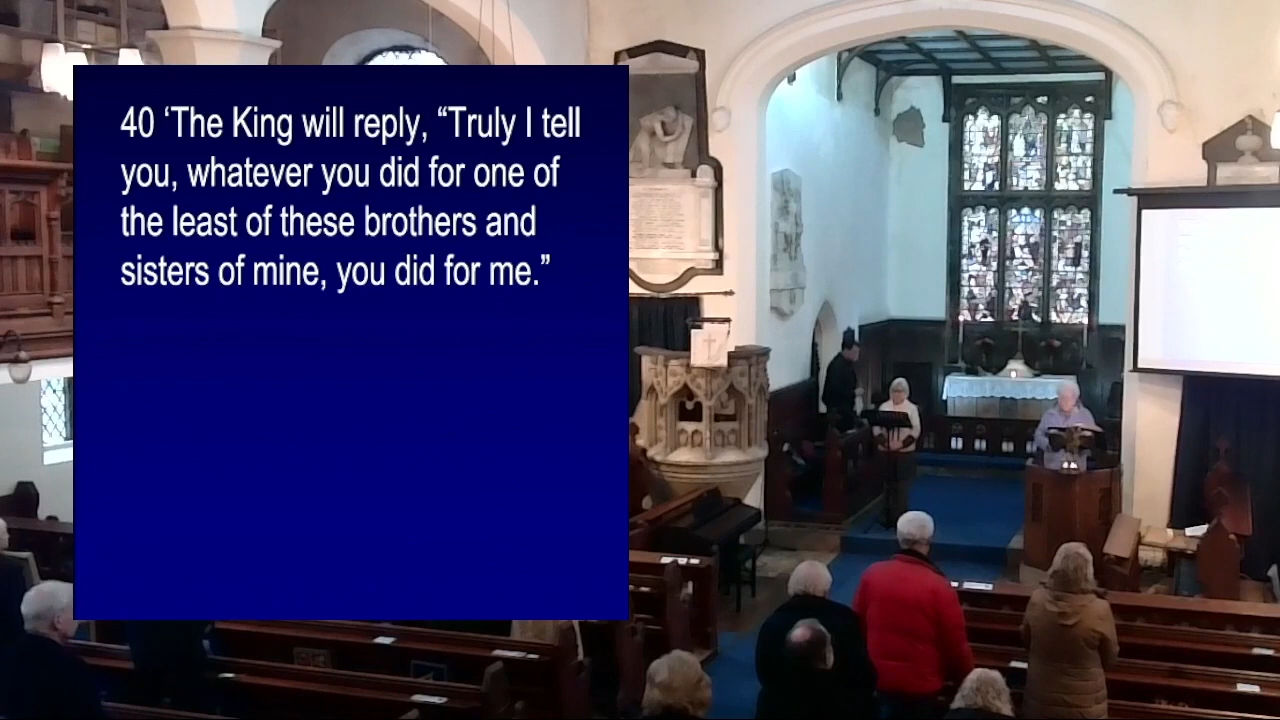 40 ‘The King will reply, “Truly I tell
you, whatever you did for one of
the least of these brothers and
sisters of mine, you did for me.”